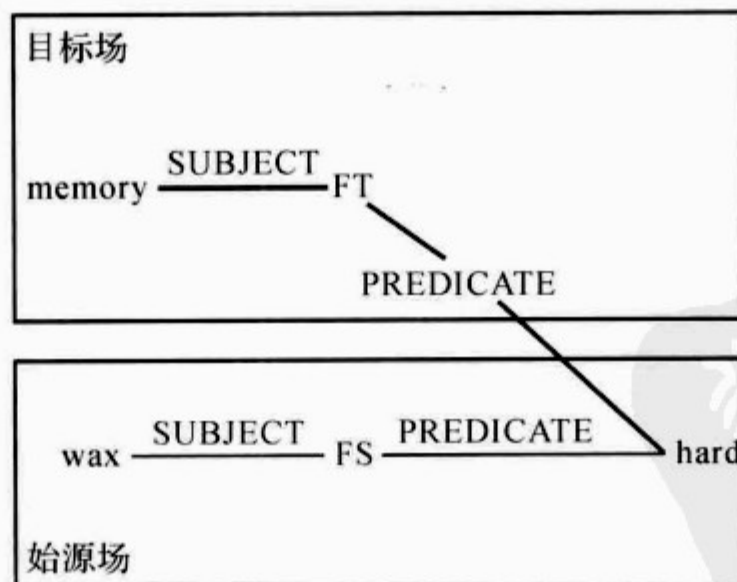 目标场
SUBJECT
memory FT
PREDICATE
SUBJECT PREDICATE
wax FS hard
始源场